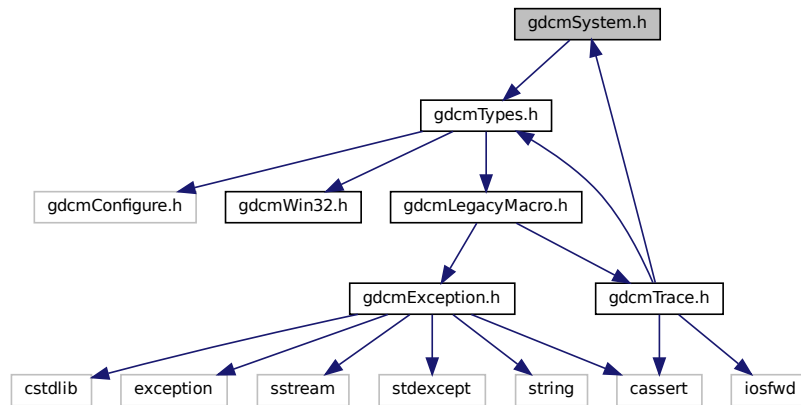 gdcmSystem.h
gdcmTypes.h
gdcmConfigure.h
gdcmWin32.h
gdcmLegacyMacro.h
gdcmException.h
gdcmTrace.h
cstdlib
exception
sstream
stdexcept
string
cassert
iosfwd